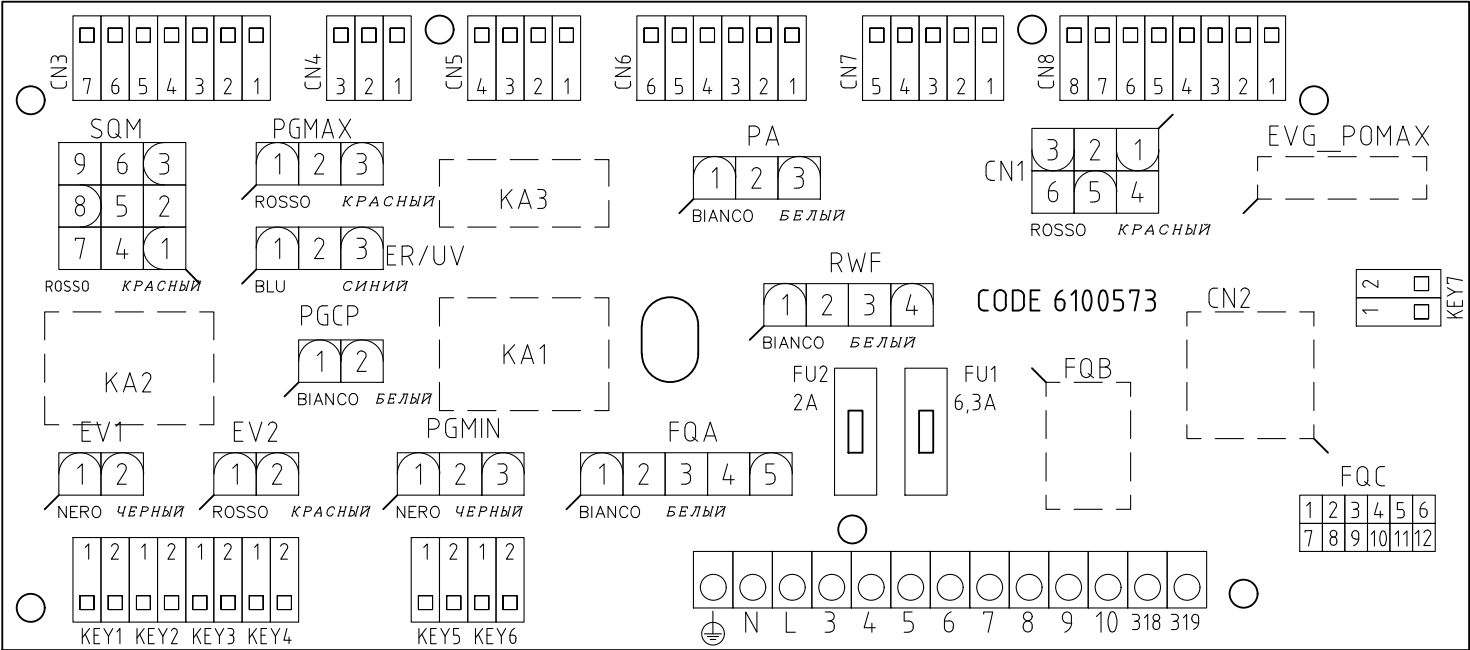 CN3
7 6 5 4 3 2 1
CN4
3 2 1
CN5
4 3 2 1
CN6
6 5 4 3 2 1
CN7
5 4 3 2 1
CN8
8 7 6 5 4 3 2 1
SQM
9 6 3
8 5 2
7 4 1
ROSSO КРАСНЫЙ
PGMAX
1 2 3
ROSSO КРАСНЫЙ
KA3
PA
1 2 3
BIANCO БЕЛЫЙ
CN1
3 2 1
6 5 4
ROSSO КРАСНЫЙ
EVG_POMAX
1 2 3
ER/UV
BLU СИНИЙ
RWF
1 2 3 4
BIANCO БЕЛЫЙ
CODE 6100573
CN2
2
1
KEY7
KA2
PGCP
1 2
BIANCO БЕЛЫЙ
KA1
FU2
2A
FU1
6,3A
FQB
EV1
1 2
NERO ЧЕРНЫЙ
EV2
1 2
ROSSO КРАСНЫЙ
PGMIN
1 2 3
NERO ЧЕРНЫЙ
FQA
1 2 3 4 5
BIANCO БЕЛЫЙ
FQC
1 2 3 4 5 6
7 8 9 10 11 12
1 2 1 2 1 2 1 2
KEY1 KEY2 KEY3 KEY4
1 2 1 2
KEY5 KEY6
N L 3 4 5 6 7 8 9 10 318 319